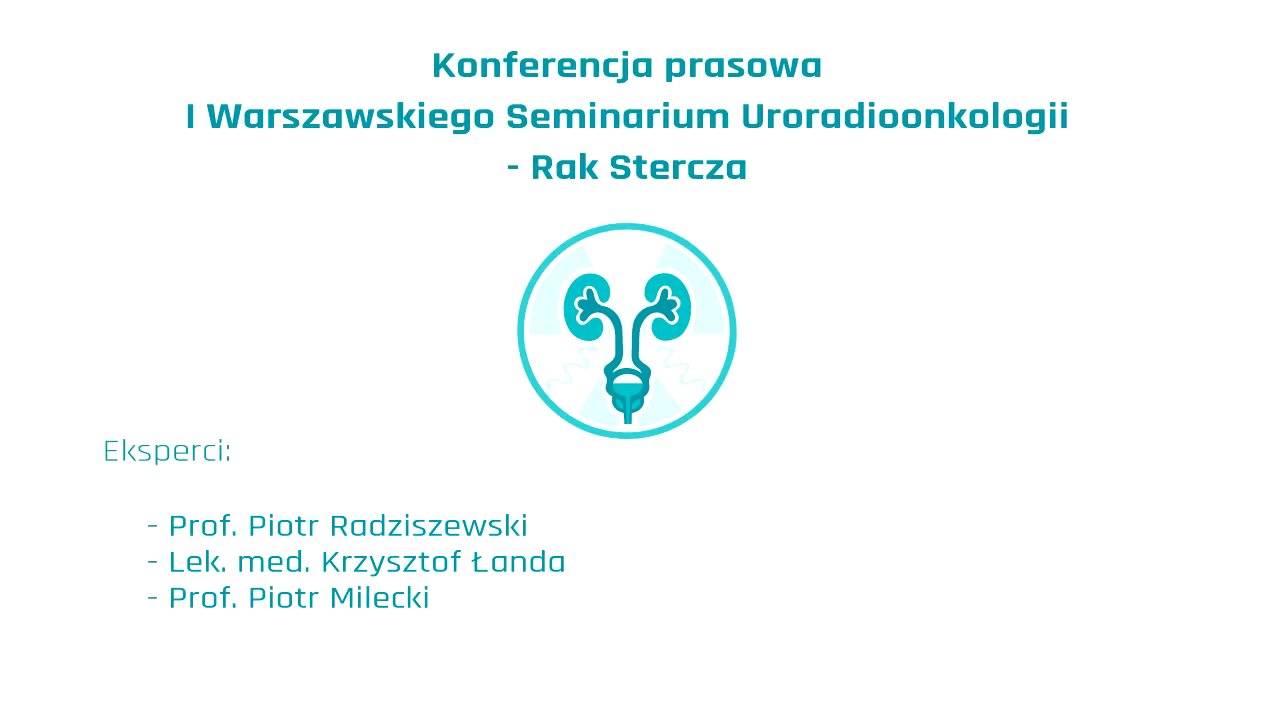 Konferencja prasowa
I Warszawskiego Seminarium Uroradioonkologii
- Rak Stercza
Eksperci:
- Prof. Piotr Radziszewski
- Lek. med. Krzysztof Łanda
- Prof. Piotr Milecki